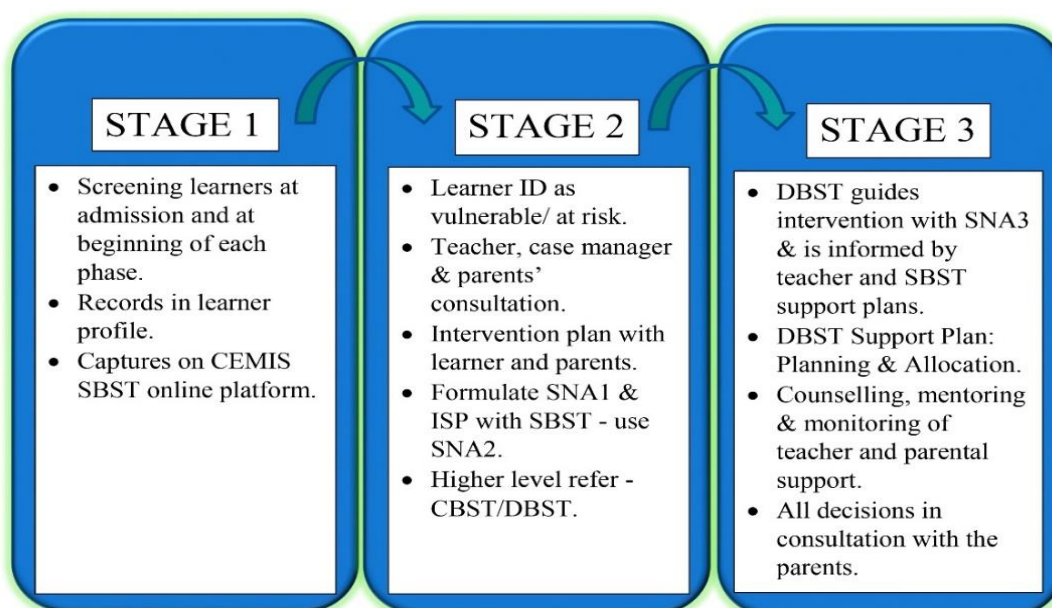 STAGE 1
• Screening learners at
admission and at
beginning of each
phase.
• Records in learner
profile.
• Captures on CEMIS
SBST online platform.
STAGE 2
• Learner ID as
vulnerable/ at risk.
• Teacher, case manager
& parents’
consultation.
• Intervention plan with
learner and parents.
• Formulate SNA1 &
ISP with SBST - use
SNA2.
• Higher level refer -
CBST/DBST.
STAGE 3
• DBST guides
intervention with SNA3
& is informed by
teacher and SBST
support plans.
• DBST Support Plan:
Planning & Allocation.
• Counselling, mentoring
& monitoring of
teacher and parental
support.
• All decisions in
consultation with the
parents.